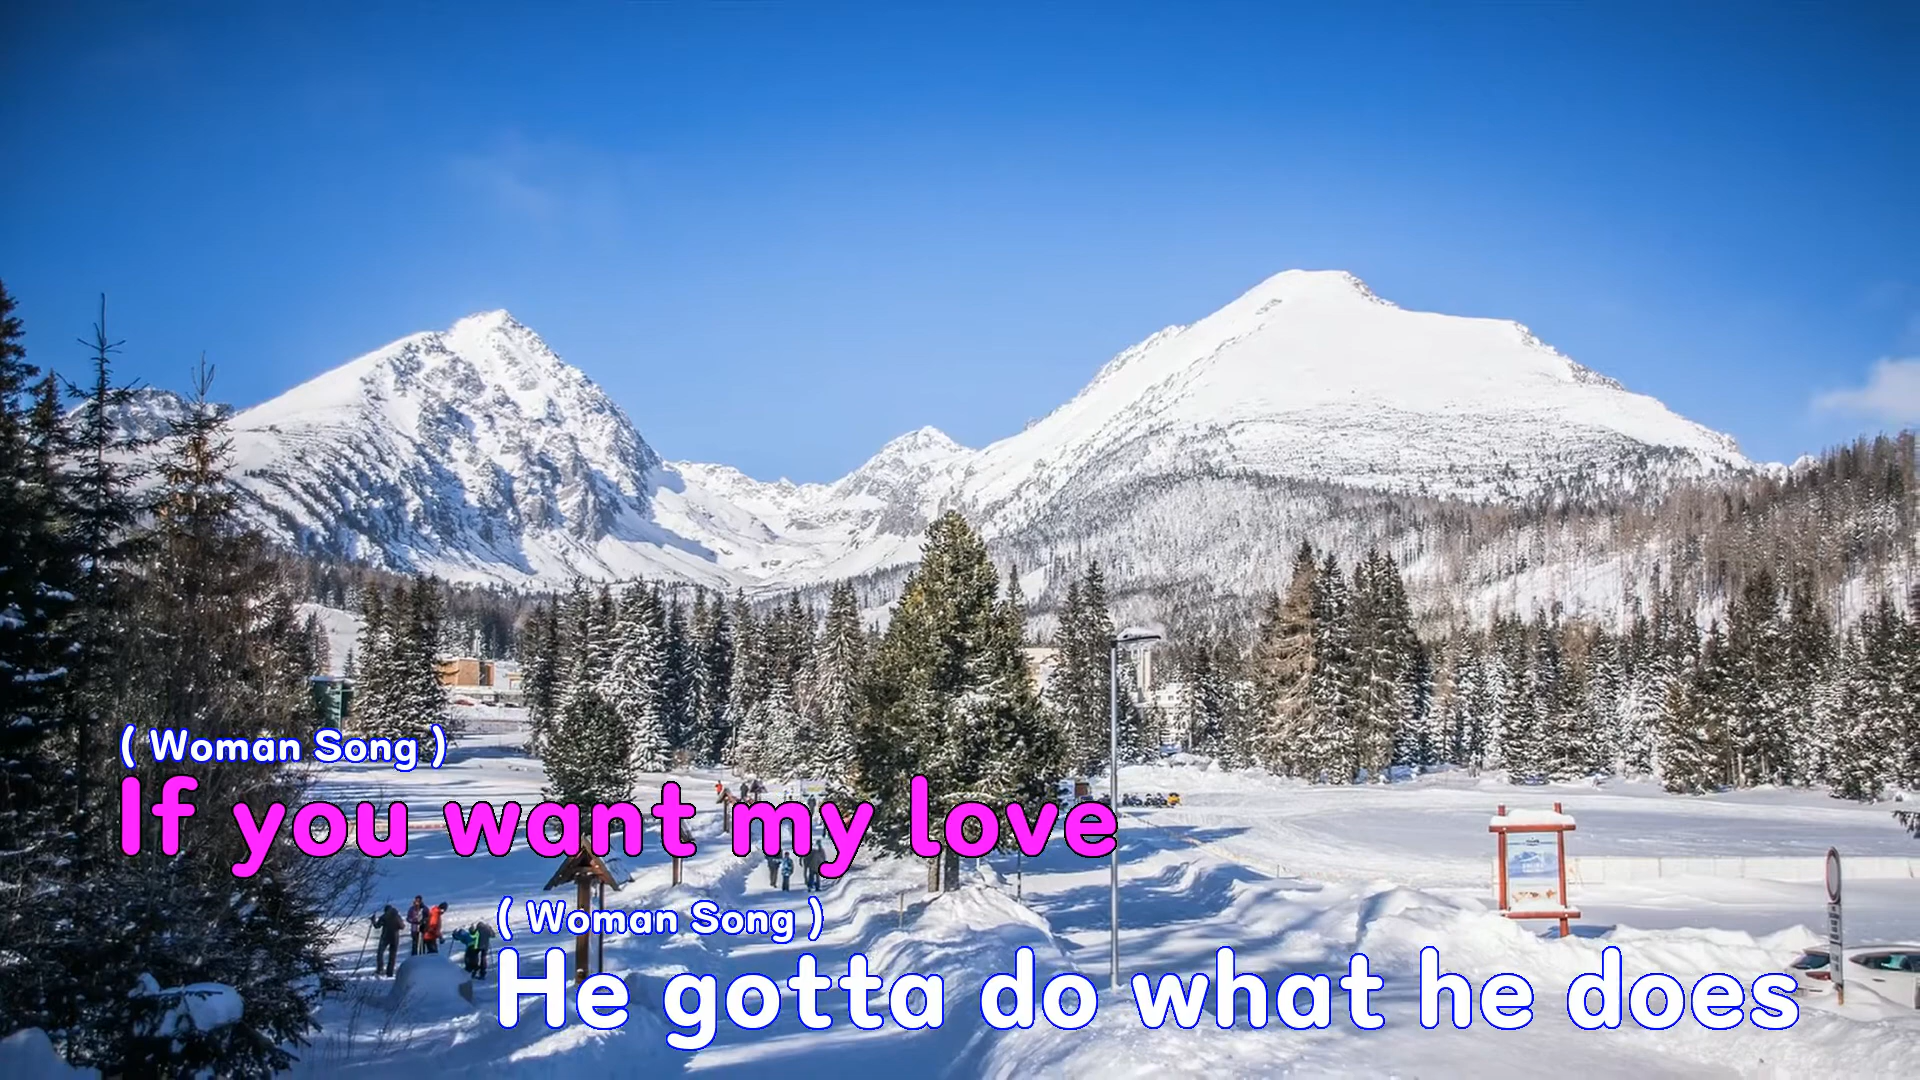 ( Woman Song )
If you want my love
( Woman Song )
He gotta do what he does